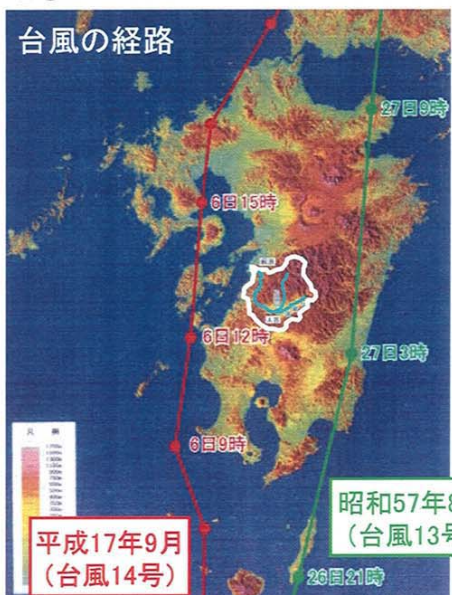 台風の経路
27日9時
6日15時
6日12時
27日3時
6日9時
昭和57年8
(台風13号
平成17年9月
(台風14号)
26日21時